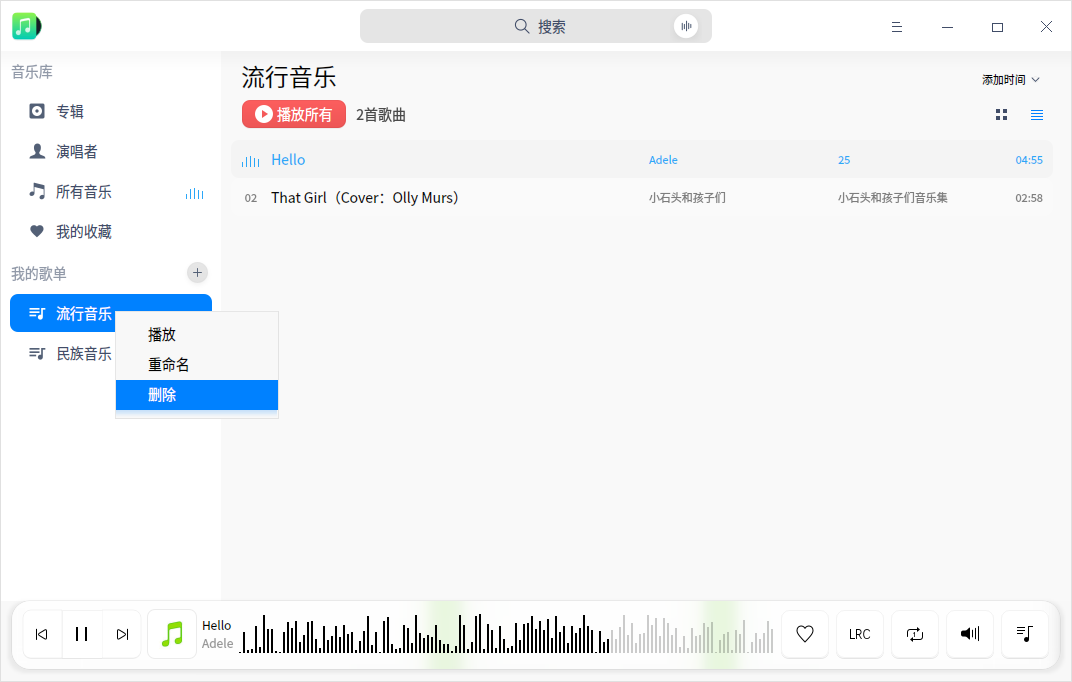 搜索
音乐库
专辑
演唱者
所有音乐
我的收藏
我的歌单
流行音乐
民族音乐
播放
重命名
删除
流行音乐
添加时间
播放所有 2首歌曲
Hello Adele 25 04:55
02 That Girl（Cover：Olly Murs） 小石头和孩子们 小石头和孩子们音乐集 02:58
Hello
Adele
LRC